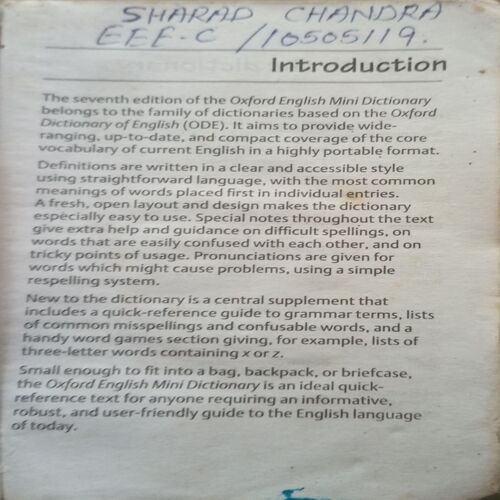 SHARAD CHANDRA
EEE-C /10505119.
Introduction
The seventh edition of the Oxford English Mini Dictionary
belongs to the family of dictionaries based on the Oxford
Dictionary of English (ODE). It aims to provide wide-
ranging, up-to-date, and compact coverage of the core
vocabulary of current English in a highly portable format.
Definitions are written in a clear and accessible style
using straightforward language, with the most common
meanings of words placed first in individual entries.
A fresh, open layout and design makes the dictionary
especially easy to use. Special notes throughout the text
give extra help and guidance on difficult spellings, on
words that are easily confused with each other, and on
tricky points of usage. Pronunciations are given for
words which might cause problems, using a simple
respelling system.
New to the dictionary is a central supplement that
includes a quick-reference guide to grammar terms, lists
of common misspellings and confusable words, and a
handy word games section giving, for example, lists of
three-letter words containing x or z.
Small enough to fit into a bag, backpack, or briefcase,
the Oxford English Mini Dictionary is an ideal quick-
reference text for anyone requiring an informative,
robust, and user-friendly guide to the English language
of today.